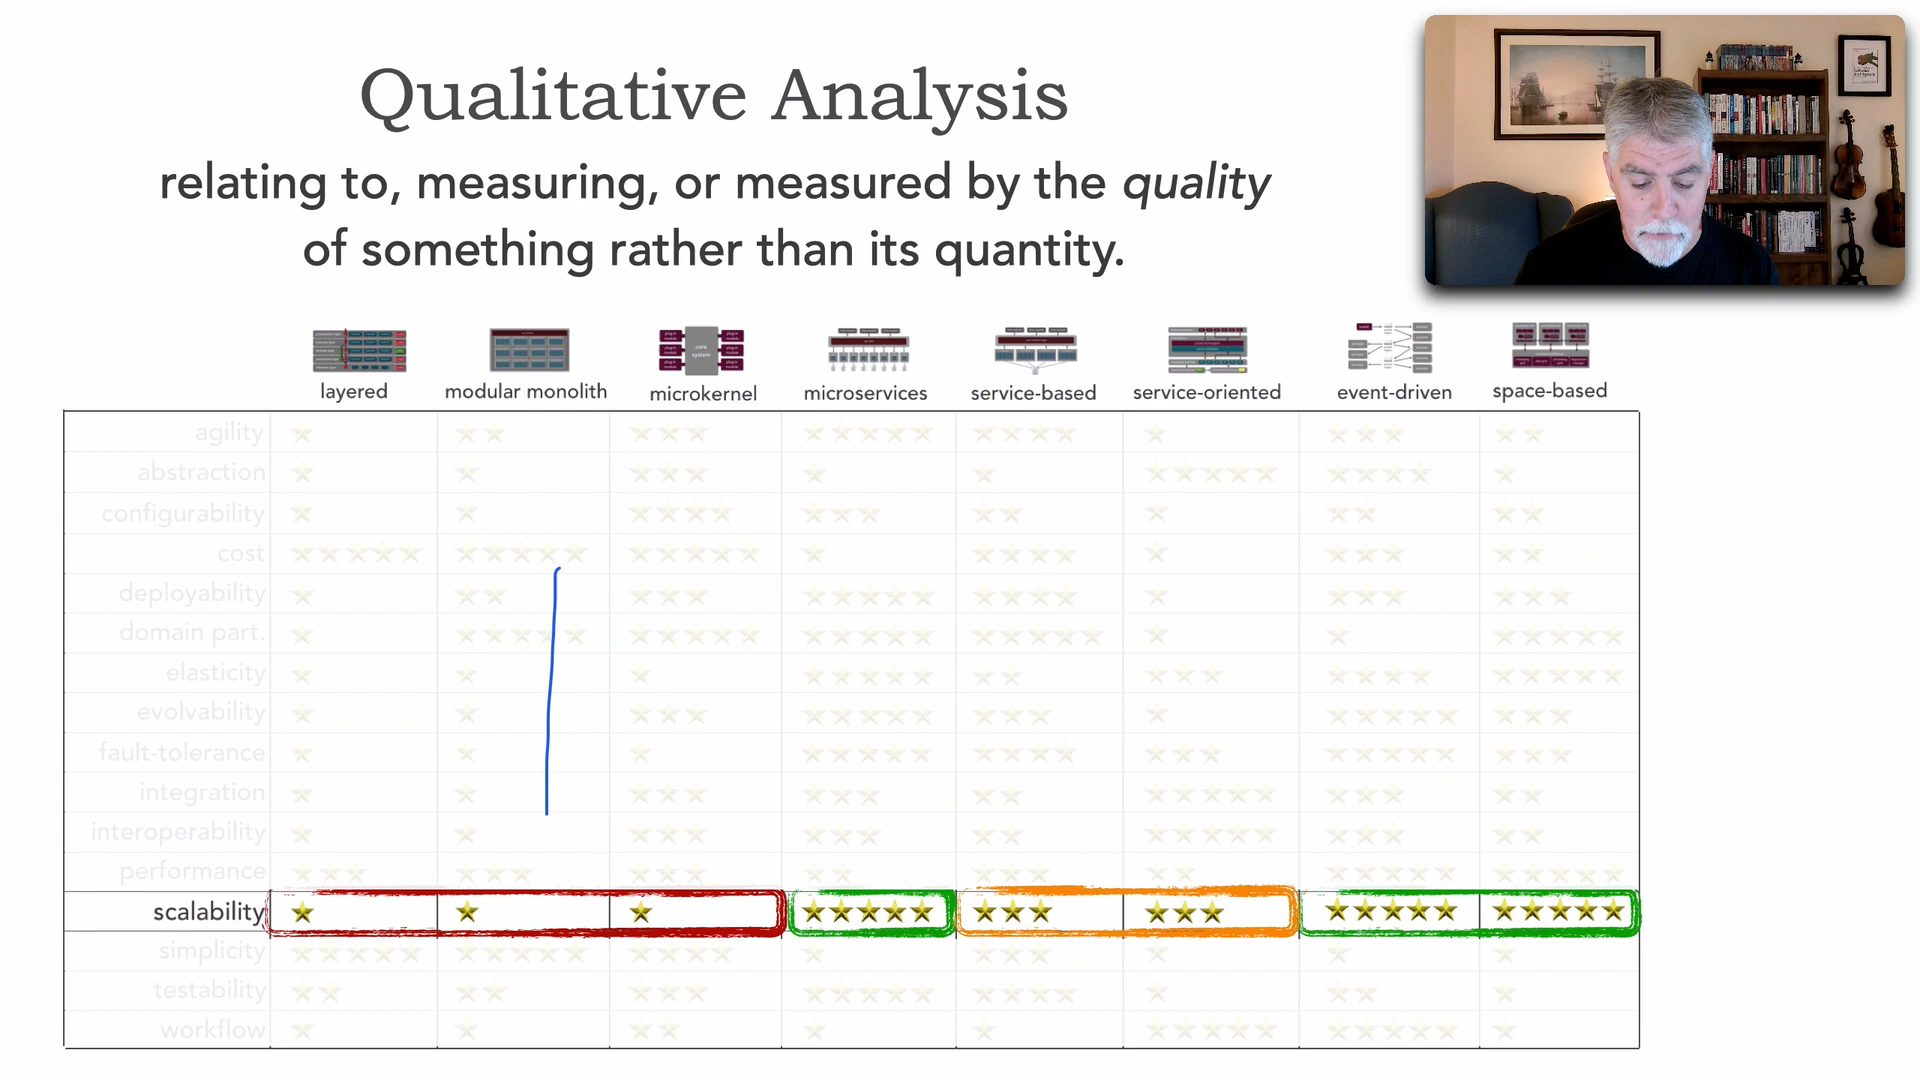 Qualitative Analysis
relating to, measuring, or measured by the quality
of something rather than its quantity.
core
system
layered
modular monolith
microkernel
microservices
service-based
service-oriented
event-driven
space-based
agility
abstraction
configurability
cost
deployability
domain part.
elasticity
evolvability
fault-tolerance
integration
interoperability
performance
scalability
simplicity
testability
workflow